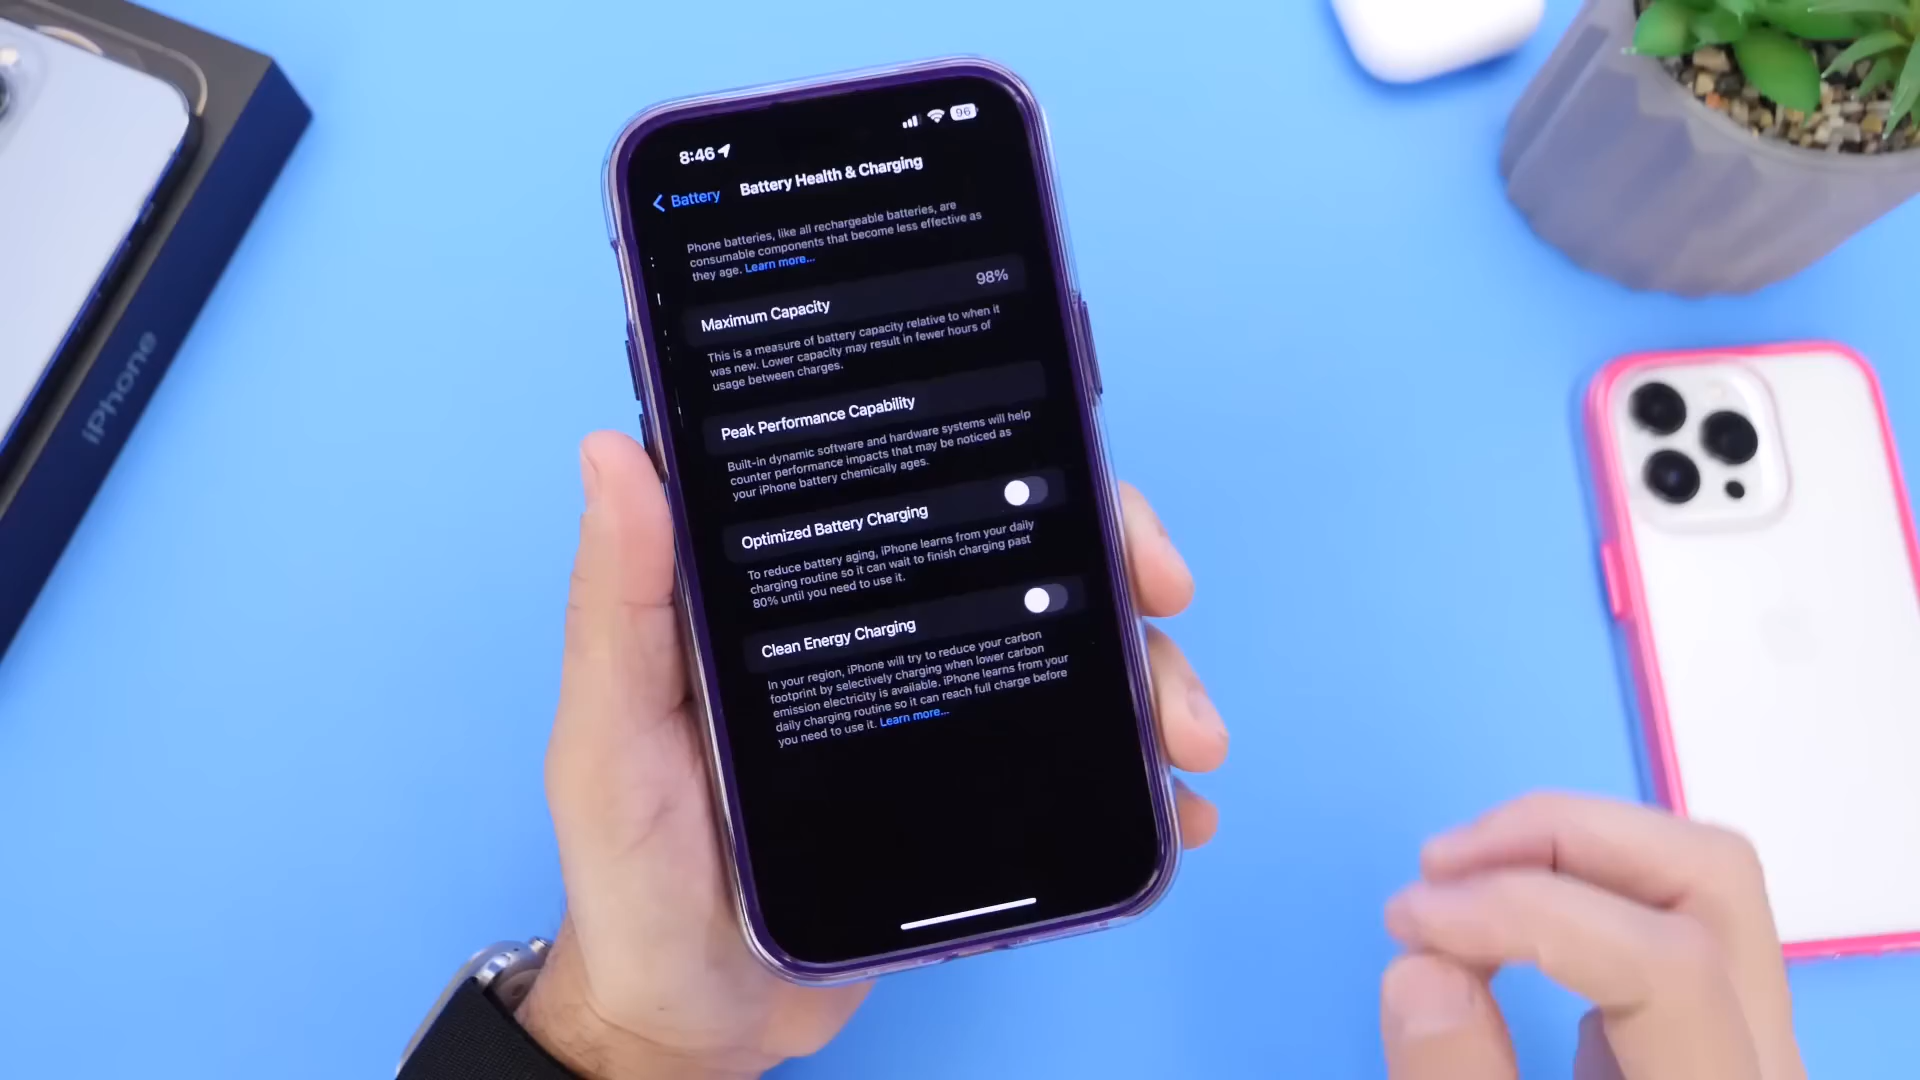 8:46
96
Battery
Battery Health & Charging
Phone batteries, like all rechargeable batteries, are
consumable components that become less effective as
they age. Learn more...
Maximum Capacity
98%
This is a measure of battery capacity relative to when it
was new. Lower capacity may result in fewer hours of
usage between charges.
Peak Performance Capability
Built-in dynamic software and hardware systems will help
counter performance impacts that may be noticed as
your iPhone battery chemically ages.
Optimized Battery Charging
To reduce battery aging, iPhone learns from your daily
charging routine so it can wait to finish charging past
80% until you need to use it.
Clean Energy Charging
In your region, iPhone will try to reduce your carbon
footprint by selectively charging when lower carbon
emission electricity is available. iPhone learns from your
daily charging routine so it can reach full charge before
you need to use it. Learn more...
iPhone